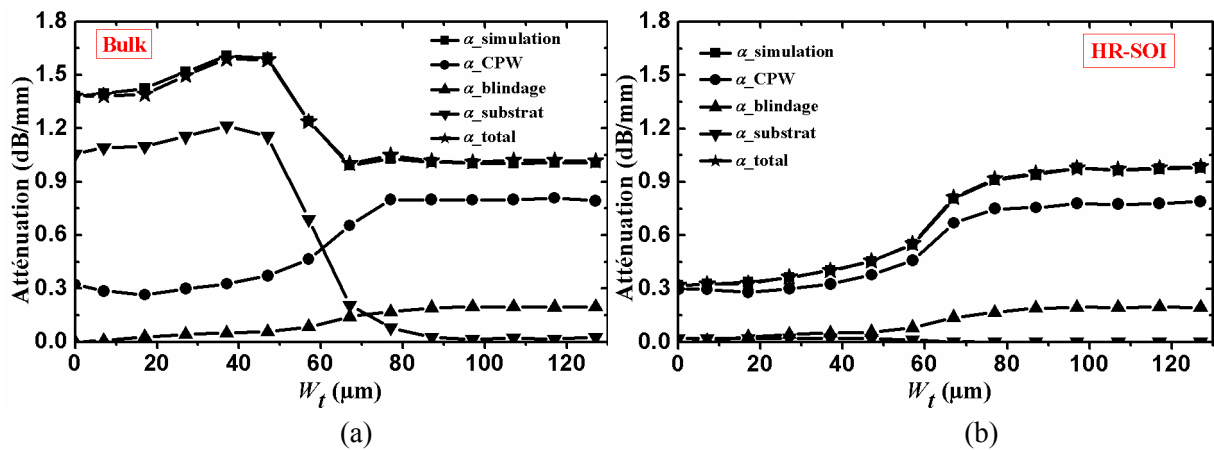 Bulk
α_simulation
α_CPW
α_blindage
α_substrat
α_total
Atténuation (dB/mm)
1.8
1.5
1.2
0.9
0.6
0.3
0.0
0 20 40 60 80 100 120
W_t (µm)
(a)
HR-SOI
α_simulation
α_CPW
α_blindage
α_substrat
α_total
Atténuation (dB/mm)
1.8
1.5
1.2
0.9
0.6
0.3
0.0
0 20 40 60 80 100 120
W_t (µm)
(b)